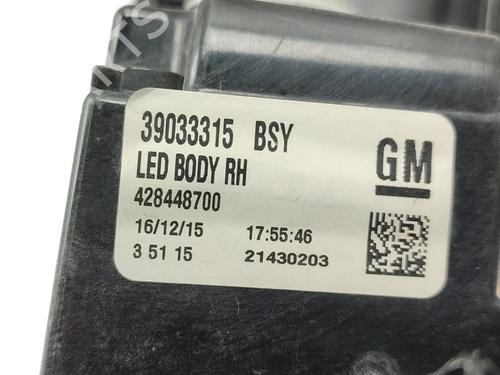 39033315 BSY
LED BODY RH
GM
428448700
16/12/15 17:55:46
3 51 15 21430203